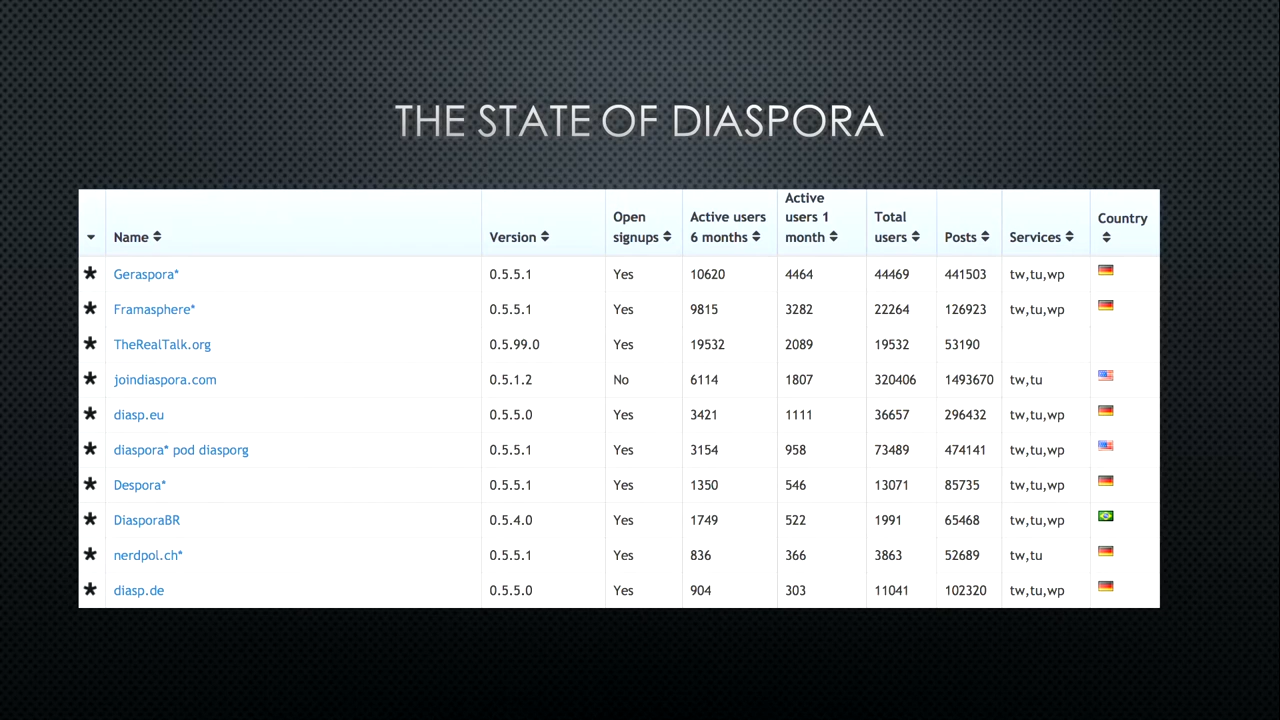 THE STATE OF DIASPORA
Name Version Open signups Active users 6 months Active users 1 month Total users Posts Services Country
* Geraspora* 0.5.5.1 Yes 10620 4464 44469 441503 tw,tu,wp
* Framasphere* 0.5.5.1 Yes 9815 3282 22264 126923 tw,tu,wp
* TheRealTalk.org 0.5.99.0 Yes 19532 2089 19532 53190
* joindiaspora.com 0.5.1.2 No 6114 1807 320406 1493670 tw,tu
* diasp.eu 0.5.5.0 Yes 3421 1111 36657 296432 tw,tu,wp
* diaspora* pod diasporg 0.5.5.1 Yes 3154 958 73489 474141 tw,tu,wp
* Despora* 0.5.5.1 Yes 1350 546 13071 85735 tw,tu,wp
* DiasporaBR 0.5.4.0 Yes 1749 522 1991 65468 tw,tu,wp
* nerdpol.ch* 0.5.5.1 Yes 836 366 3863 52689 tw,tu
* diasp.de 0.5.5.0 Yes 904 303 11041 102320 tw,tu,wp